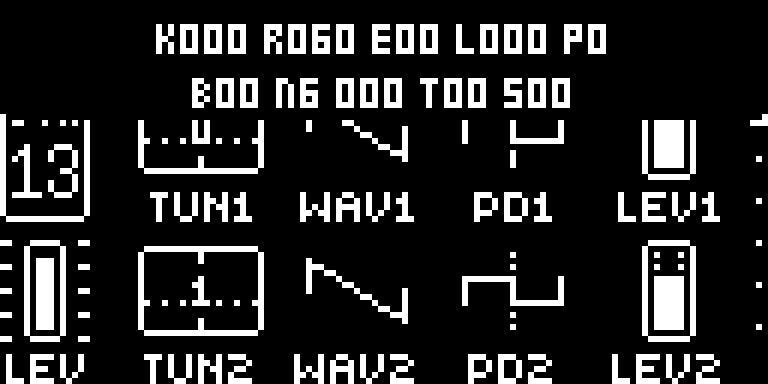 K000 R060 E00 L000 P0
B00 N6 000 T00 S00
13
TUN1 WAV1 PD1 LEV1
1
LEV TUN2 WAV2 PD2 LEV2